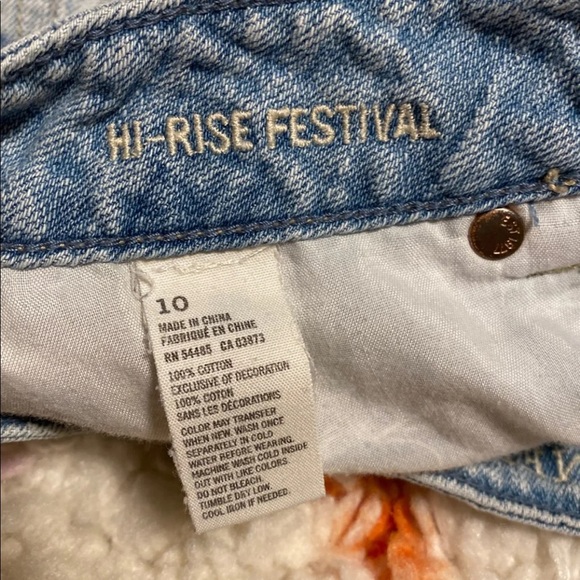 HI-RISE FESTIVAL
10
MADE IN CHINA
FABRIQUÉ EN CHINE
RN 54485 CA 03873
100% COTTON
EXCLUSIVE OF DECORATION
100% COTON
SANS LES DÉCORATIONS
COLOR MAY TRANSFER
WHEN NEW. WASH ONCE
SEPARATELY IN COLD
WATER BEFORE WEARING.
MACHINE WASH COLD INSIDE
OUT WITH LIKE COLORS.
DO NOT BLEACH.
TUMBLE DRY LOW.
COOL IRON IF NEEDED.